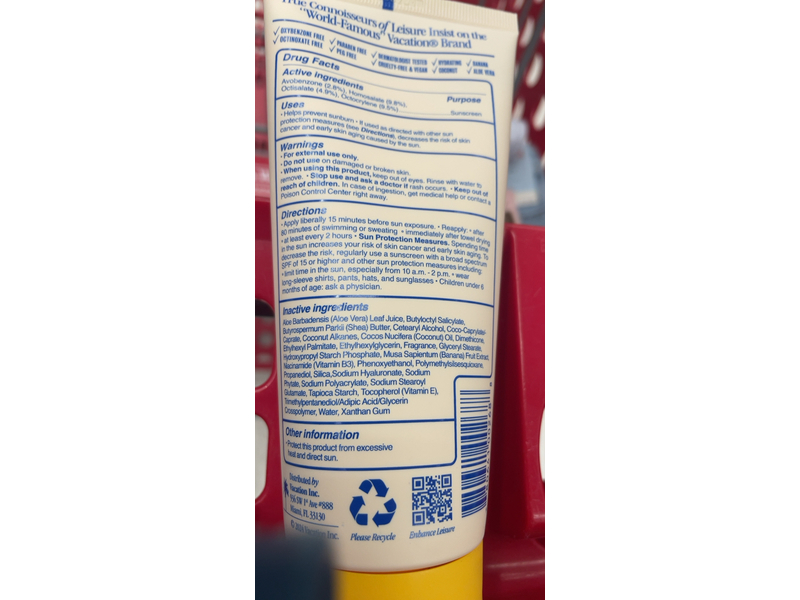 True Connoisseurs of Leisure Insist on the
"World-Famous" Vacation® Brand
✓ OXYBENZONE FREE ✓ PARABEN FREE ✓ DERMATOLOGIST TESTED ✓ HYDRATING ✓ BANANA
✓ OCTINOXATE FREE ✓ PEG FREE ✓ CRUELTY-FREE & VEGAN ✓ COCONUT ✓ ALOE VERA
Drug Facts
Active ingredients Purpose
Avobenzone (2.8%), Homosalate (9.8%),
Octisalate (4.9%), Octocrylene (9.5%) Sunscreen
Uses
• Helps prevent sunburn • If used as directed with other sun
protection measures (see Directions), decreases the risk of skin
cancer and early skin aging caused by the sun.
Warnings
• For external use only.
• Do not use on damaged or broken skin.
• When using this product, keep out of eyes. Rinse with water to
remove. • Stop use and ask a doctor if rash occurs. • Keep out of
reach of children. In case of ingestion, get medical help or contact a
Poison Control Center right away.
Directions
• Apply liberally 15 minutes before sun exposure. • Reapply: • after
80 minutes of swimming or sweating • immediately after towel drying
• at least every 2 hours • Sun Protection Measures. Spending time
in the sun increases your risk of skin cancer and early skin aging. To
decrease the risk, regularly use a sunscreen with a broad spectrum
SPF of 15 or higher and other sun protection measures including:
• limit time in the sun, especially from 10 a.m. - 2 p.m. • wear
long-sleeve shirts, pants, hats, and sunglasses • Children under 6
months of age: ask a physician.
Inactive ingredients
Aloe Barbadensis (Aloe Vera) Leaf Juice, Butyloctyl Salicylate,
Butyrospermum Parkii (Shea) Butter, Cetearyl Alcohol, Coco-Caprylate/
Caprate, Coconut Alkanes, Cocos Nucifera (Coconut) Oil, Dimethicone,
Ethylhexyl Palmitate, Ethylhexylglycerin, Fragrance, Glyceryl Stearate,
Hydroxypropyl Starch Phosphate, Musa Sapientum (Banana) Fruit Extract,
Niacinamide (Vitamin B3), Phenoxyethanol, Polymethylsilsesquioxane,
Propanediol, Silica,Sodium Hyaluronate, Sodium
Phytate, Sodium Polyacrylate, Sodium Stearoyl
Glutamate, Tapioca Starch, Tocopherol (Vitamin E),
Trimethylpentanediol/Adipic Acid/Glycerin
Crosspolymer, Water, Xanthan Gum
Other information
• Protect this product from excessive
heat and direct sun.
Distributed by
Vacation Inc.
SW 1st Ave #888
Miami, FL 33130
Vacation Inc.
Please Recycle
Enhance Leisure